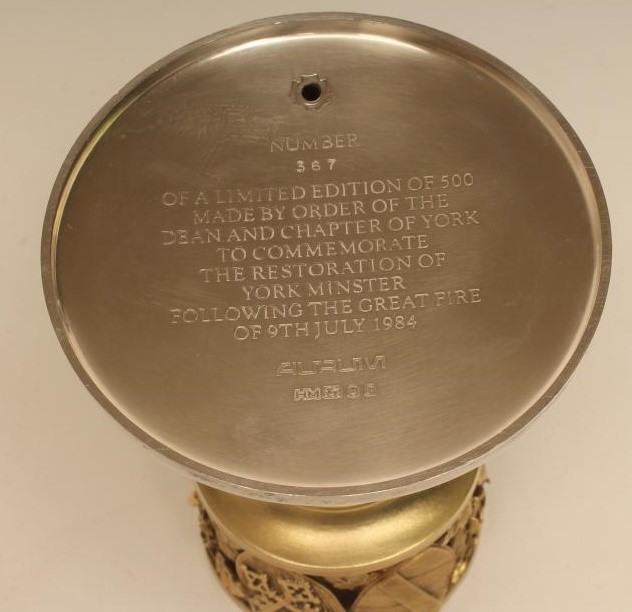 NUMBER
367
OF A LIMITED EDITION OF 500
MADE BY ORDER OF THE
DEAN AND CHAPTER OF YORK
TO COMMEMORATE
THE RESTORATION OF
YORK MINSTER
FOLLOWING THE GREAT FIRE
OF 9TH JULY 1984
AURUM